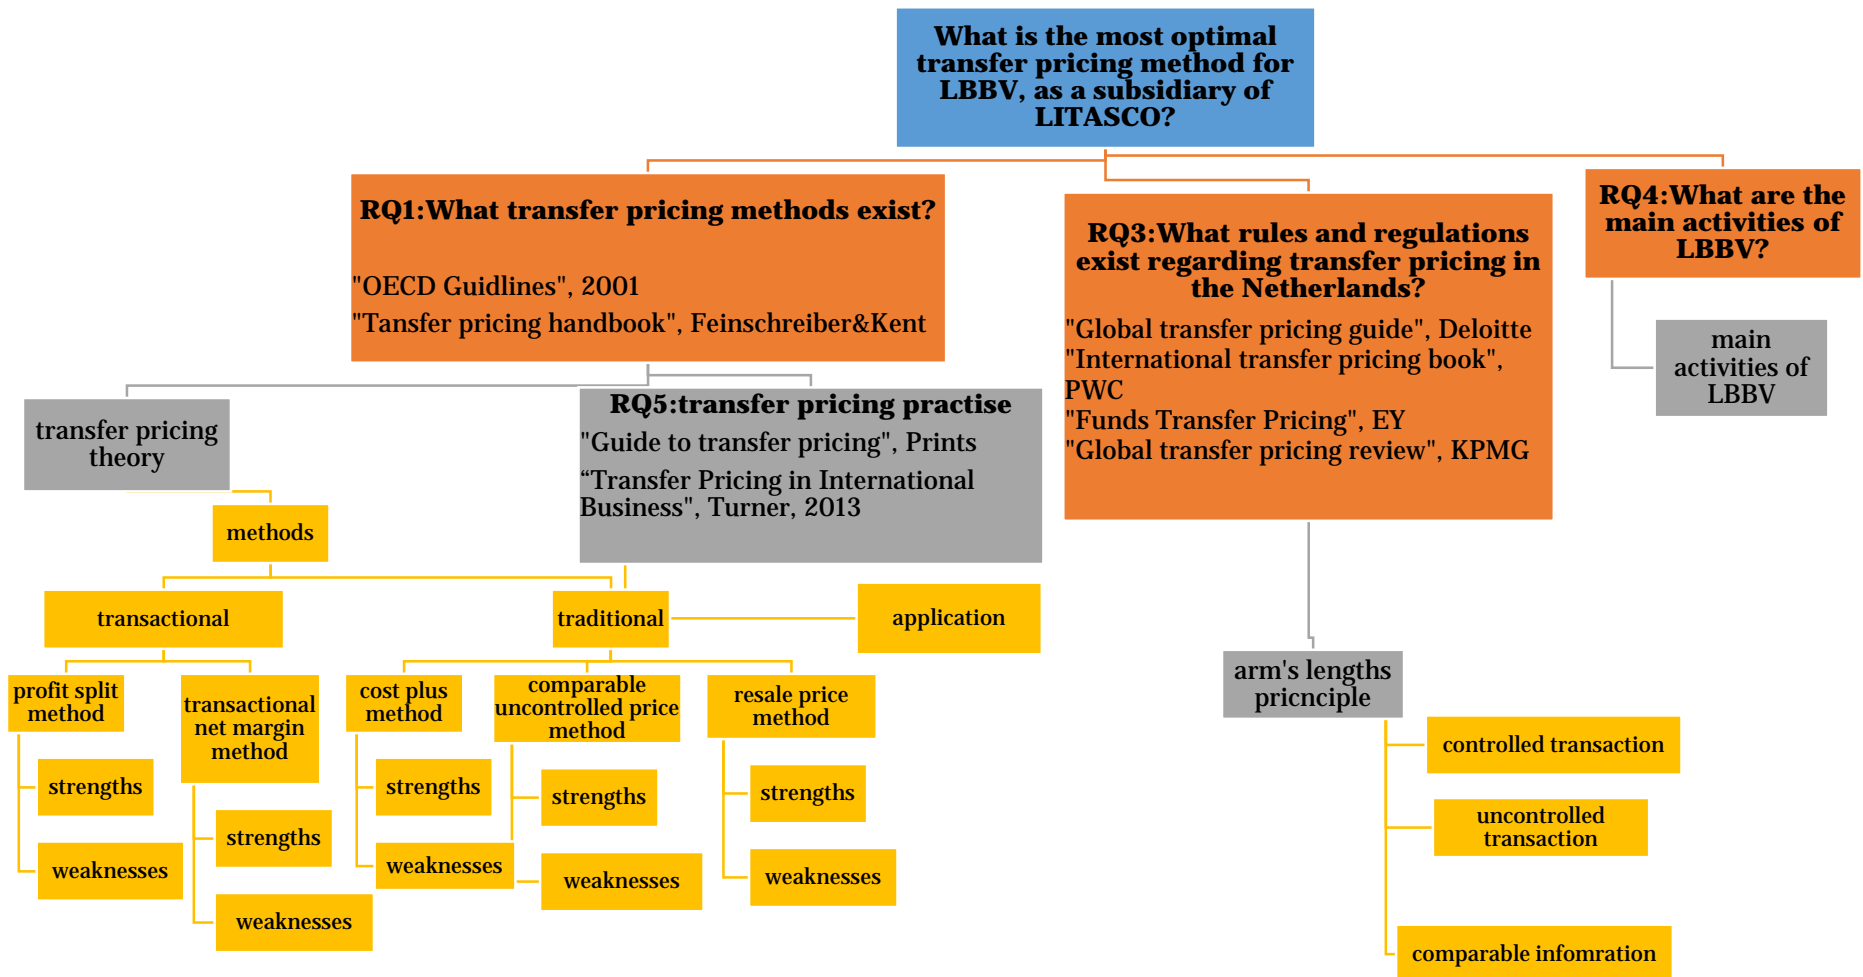 What is the most optimal
transfer pricing method for
LBBV, as a subsidiary of
LITASCO?
RQ1:What transfer pricing methods exist?
"OECD Guidlines", 2001
"Tansfer pricing handbook", Feinschreiber&Kent
RQ3:What rules and regulations
exist regarding transfer pricing in
the Netherlands?
"Global transfer pricing guide", Deloitte
"International transfer pricing book",
PWC
"Funds Transfer Pricing", EY
"Global transfer pricing review", KPMG
RQ4:What are the
main activities of
LBBV?
main
activities of
LBBV
transfer pricing
theory
RQ5:transfer pricing practise
"Guide to transfer pricing", Prints
“Transfer Pricing in International
Business", Turner, 2013
methods
transactional
traditional
application
profit split
method
strengths
weaknesses
transactional
net margin
method
strengths
weaknesses
cost plus
method
strengths
weaknesses
comparable
uncontrolled price
method
strengths
weaknesses
resale price
method
strengths
weaknesses
arm's lengths
pricnciple
controlled transaction
uncontrolled
transaction
comparable infomration